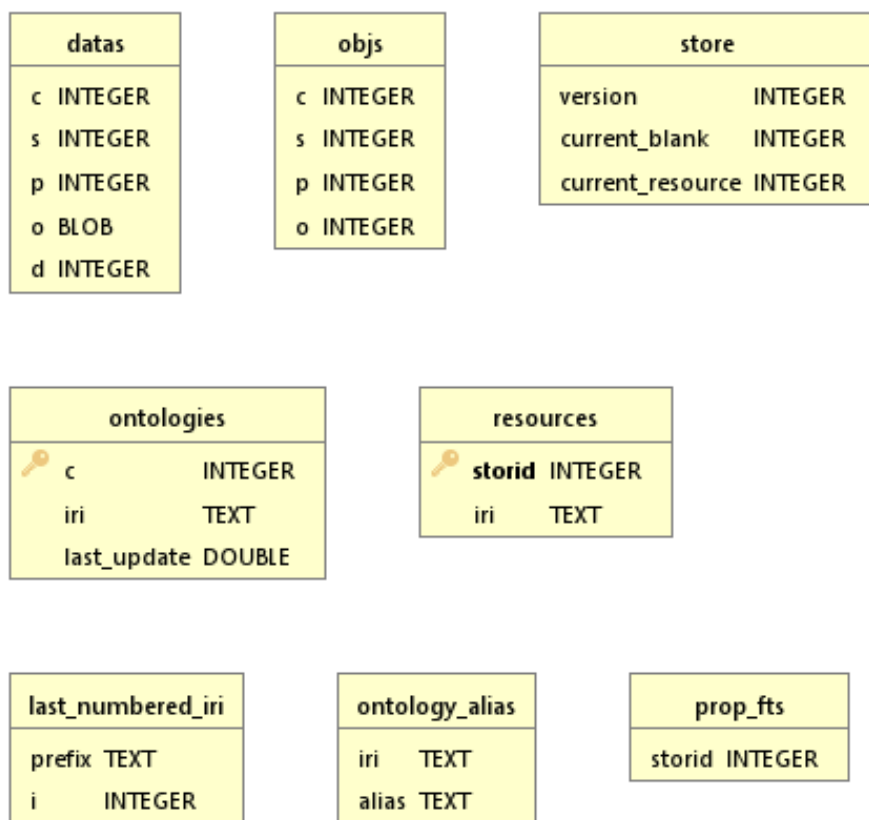 datas
c INTEGER
s INTEGER
p INTEGER
o BLOB
d INTEGER
objs
c INTEGER
s INTEGER
p INTEGER
o INTEGER
store
version INTEGER
current_blank INTEGER
current_resource INTEGER
ontologies
c INTEGER
iri TEXT
last_update DOUBLE
resources
storid INTEGER
iri TEXT
last_numbered_iri
prefix TEXT
i INTEGER
ontology_alias
iri TEXT
alias TEXT
prop_fts
storid INTEGER